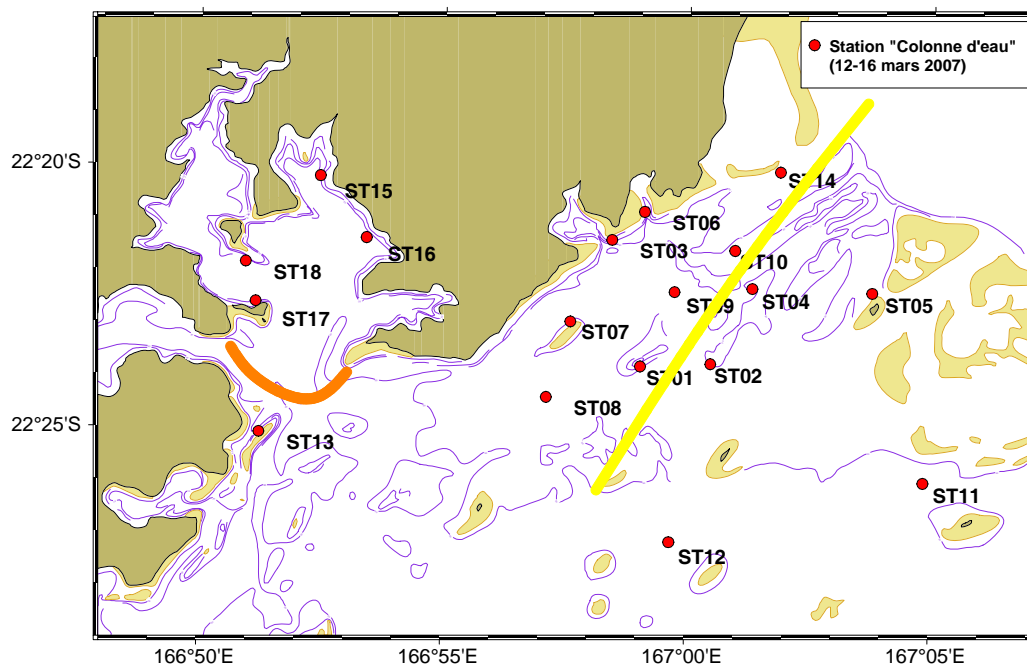 Station "Colonne d'eau"
(12-16 mars 2007)
22°20'S
ST15
ST14
ST06
ST16
ST03
ST18
ST10
ST17
ST09
ST04
ST05
ST07
ST01
ST02
ST08
22°25'S
ST13
ST11
ST12
166°50'E
166°55'E
167°00'E
167°05'E